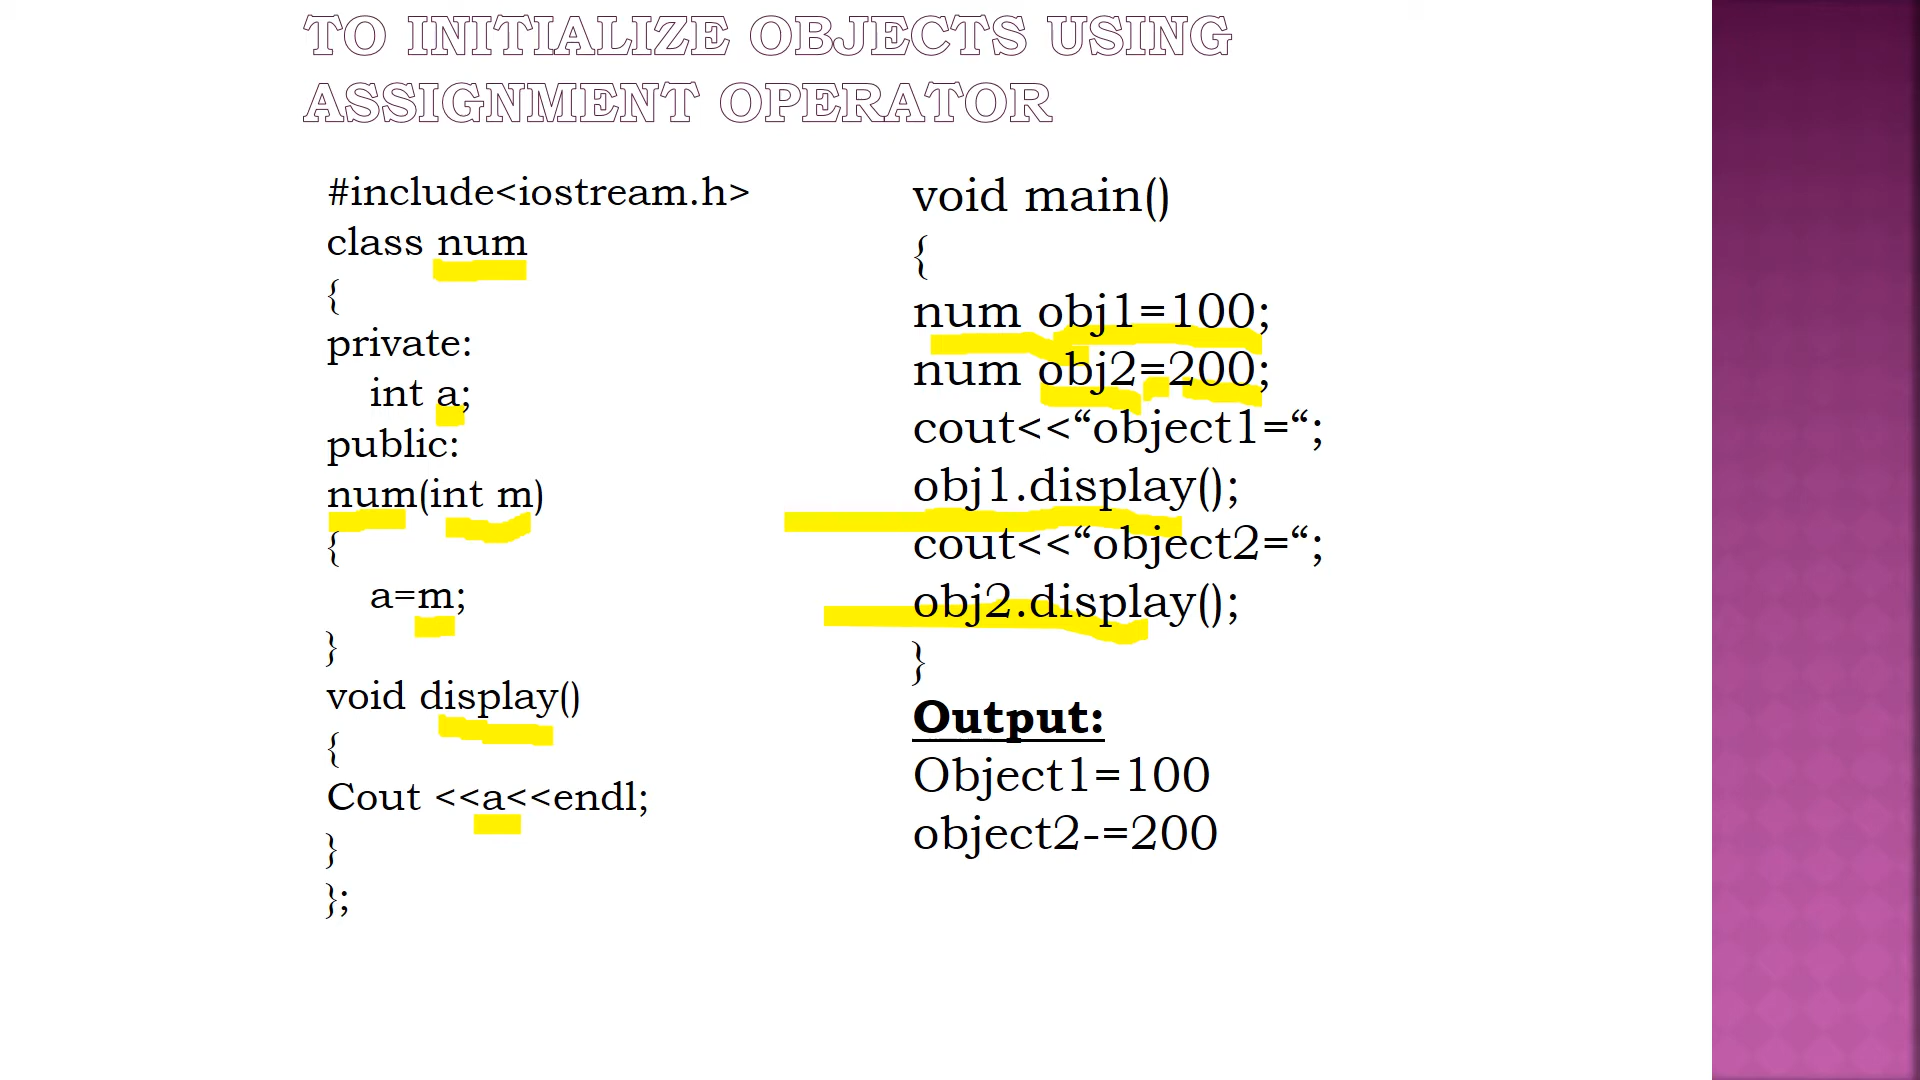 TO INITIALIZE OBJECTS USING
ASSIGNMENT OPERATOR
#include<iostream.h>
class num
{
private:
int a;
public:
num(int m)
{
a=m;
}
void display()
{
Cout <<a<<endl;
}
};
void main()
{
num obj1=100;
num obj2=200;
cout<<“object1=“;
obj1.display();
cout<<“object2=“;
obj2.display();
}
Output:
Object1=100
object2-=200